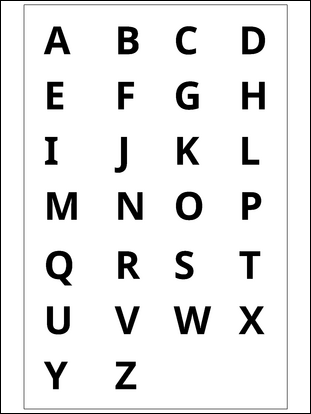 A B C D
E F G H
I J K L
M N O P
Q R S T
U V W X
Y Z